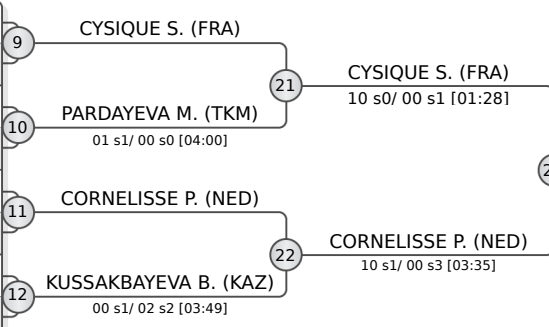 9
CYSIQUE S. (FRA)
21
CYSIQUE S. (FRA)
10 s0/ 00 s1 [01:28]
10
PARDAYEVA M. (TKM)
01 s1/ 00 s0 [04:00]
11
CORNELISSE P. (NED)
22
CORNELISSE P. (NED)
10 s1/ 00 s3 [03:35]
12
KUSSAKBAYEVA B. (KAZ)
00 s1/ 02 s2 [03:49]